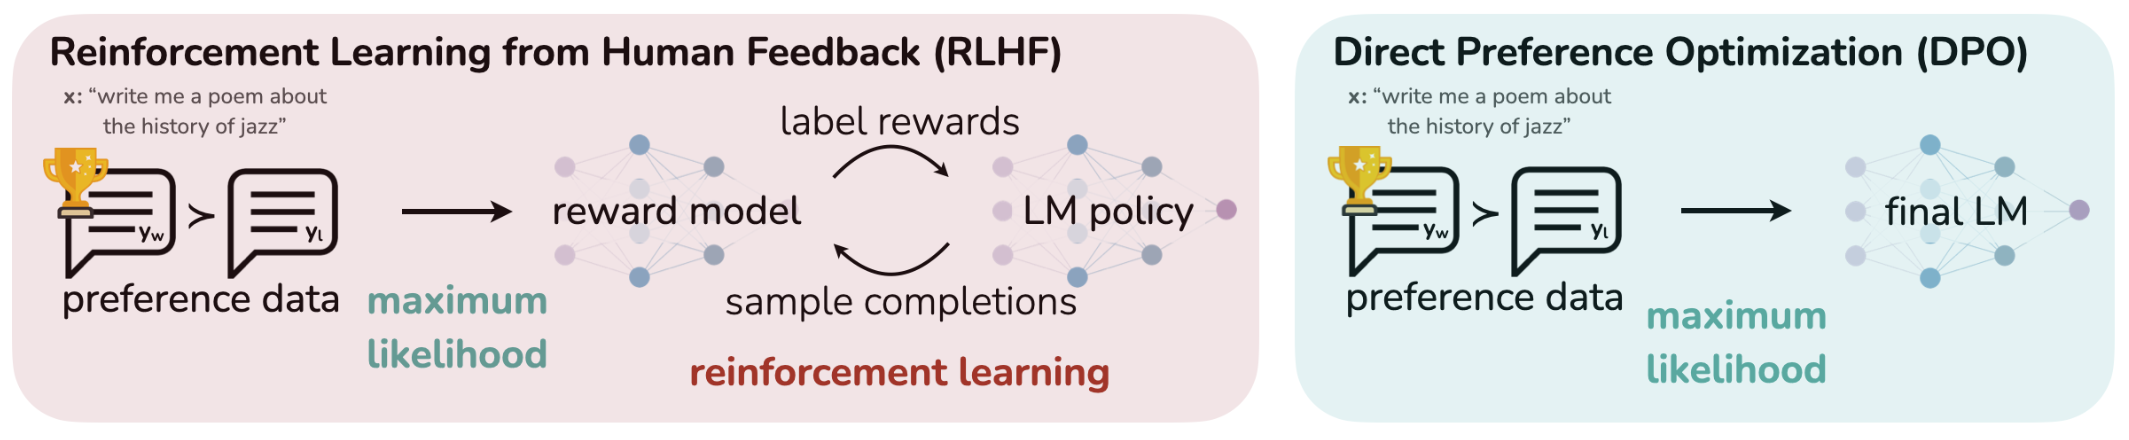 Reinforcement Learning from Human Feedback (RLHF)
x: “write me a poem about
the history of jazz”
label rewards
reward model
LM policy
yw
≻
yl
preference data
maximum
likelihood
sample completions
reinforcement learning
Direct Preference Optimization (DPO)
x: “write me a poem about
the history of jazz”
final LM
yw
≻
yl
preference data
maximum
likelihood